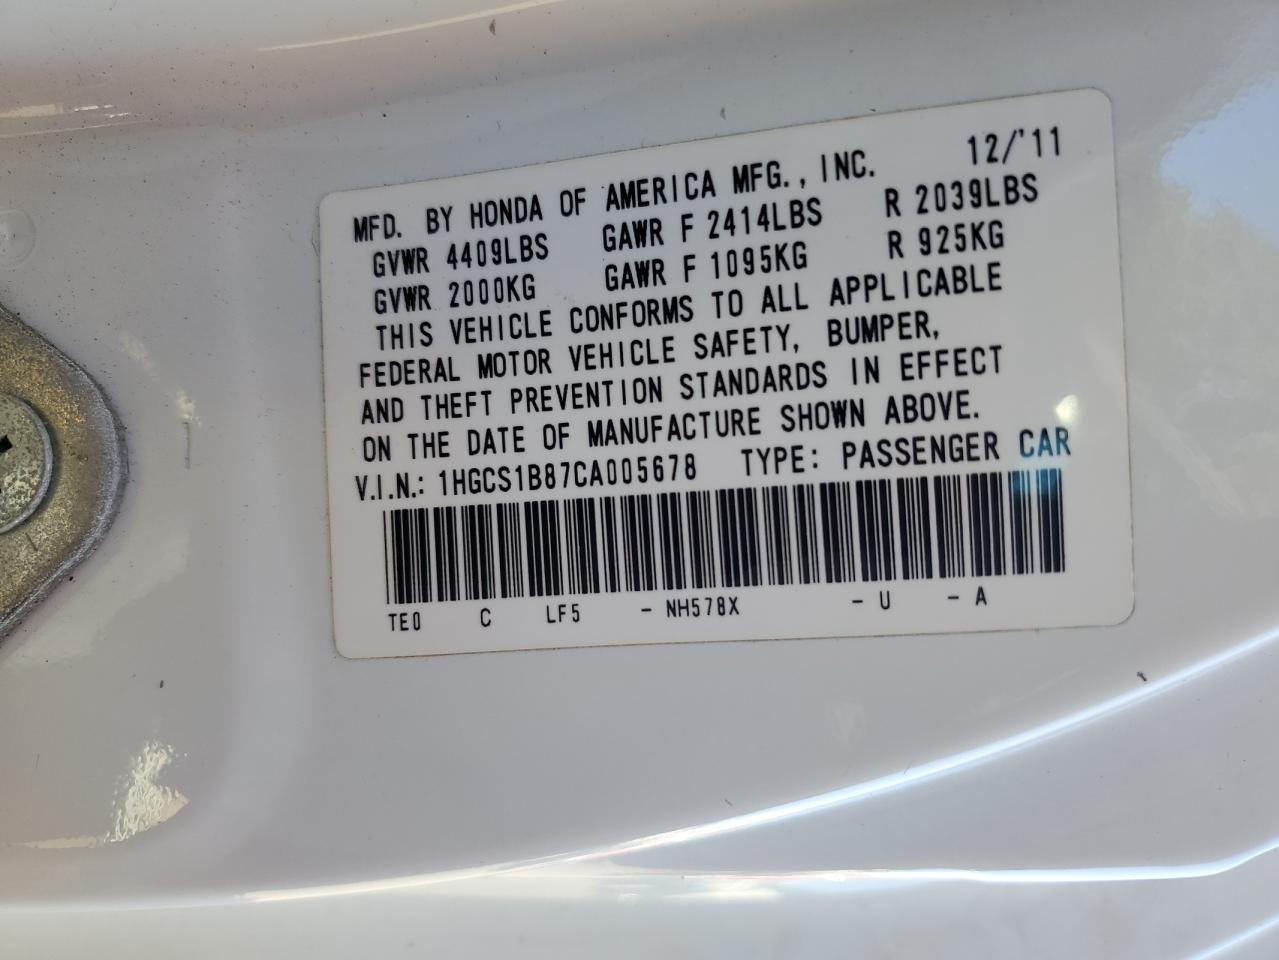 MFD. BY HONDA OF AMERICA MFG., INC. 12/'11
GVWR 4409LBS GAWR F 2414LBS R 2039LBS
GVWR 2000KG GAWR F 1095KG R 925KG
THIS VEHICLE CONFORMS TO ALL APPLICABLE
FEDERAL MOTOR VEHICLE SAFETY, BUMPER,
AND THEFT PREVENTION STANDARDS IN EFFECT
ON THE DATE OF MANUFACTURE SHOWN ABOVE.
V.I.N.: 1HGCS1B87CA005678 TYPE: PASSENGER CAR
TE0 C LF5 - NH578X - U - A